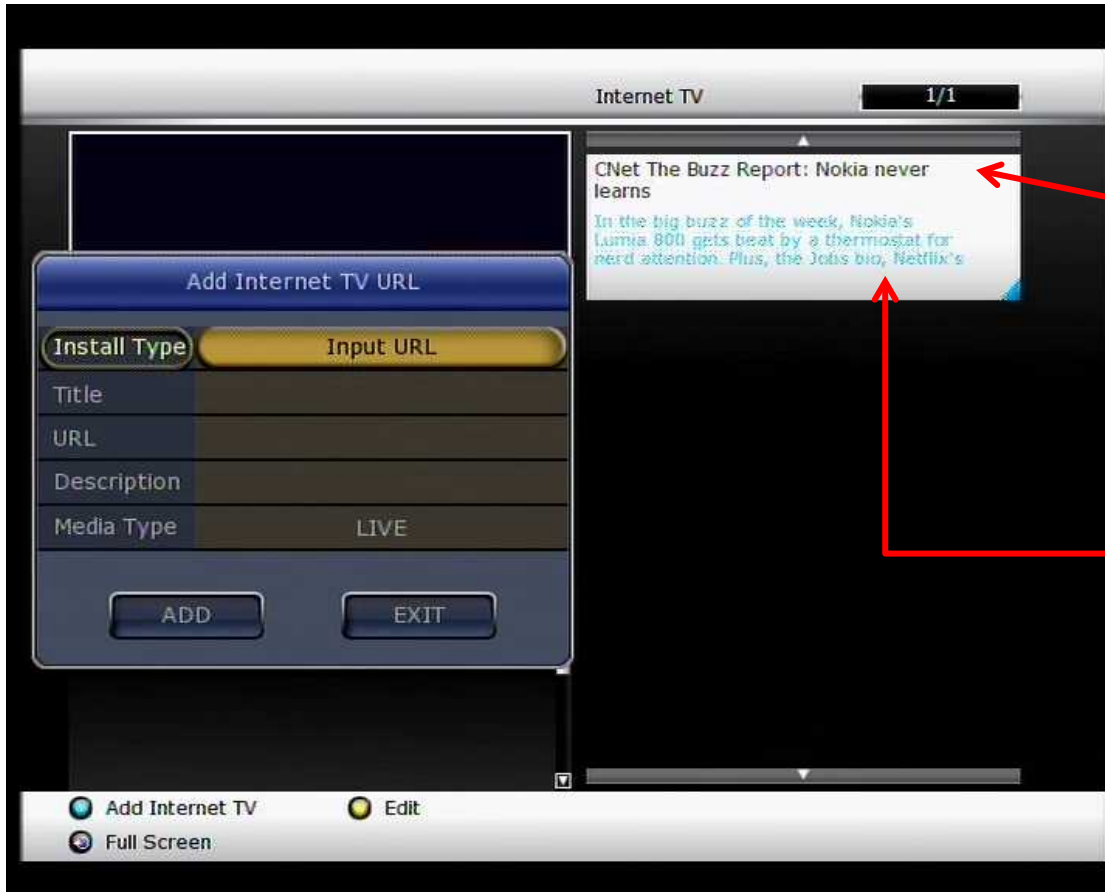 Internet TV 1/1
CNet The Buzz Report: Nokia never
learns
In the big buzz of the week, Nokia's
Lumia 800 gets beat by a thermostat for
nerd attention. Plus, the Jobs bio, Netflix's
Add Internet TV URL
Install Type Input URL
Title
URL
Description
Media Type LIVE
ADD EXIT
Add Internet TV Edit
Full Screen